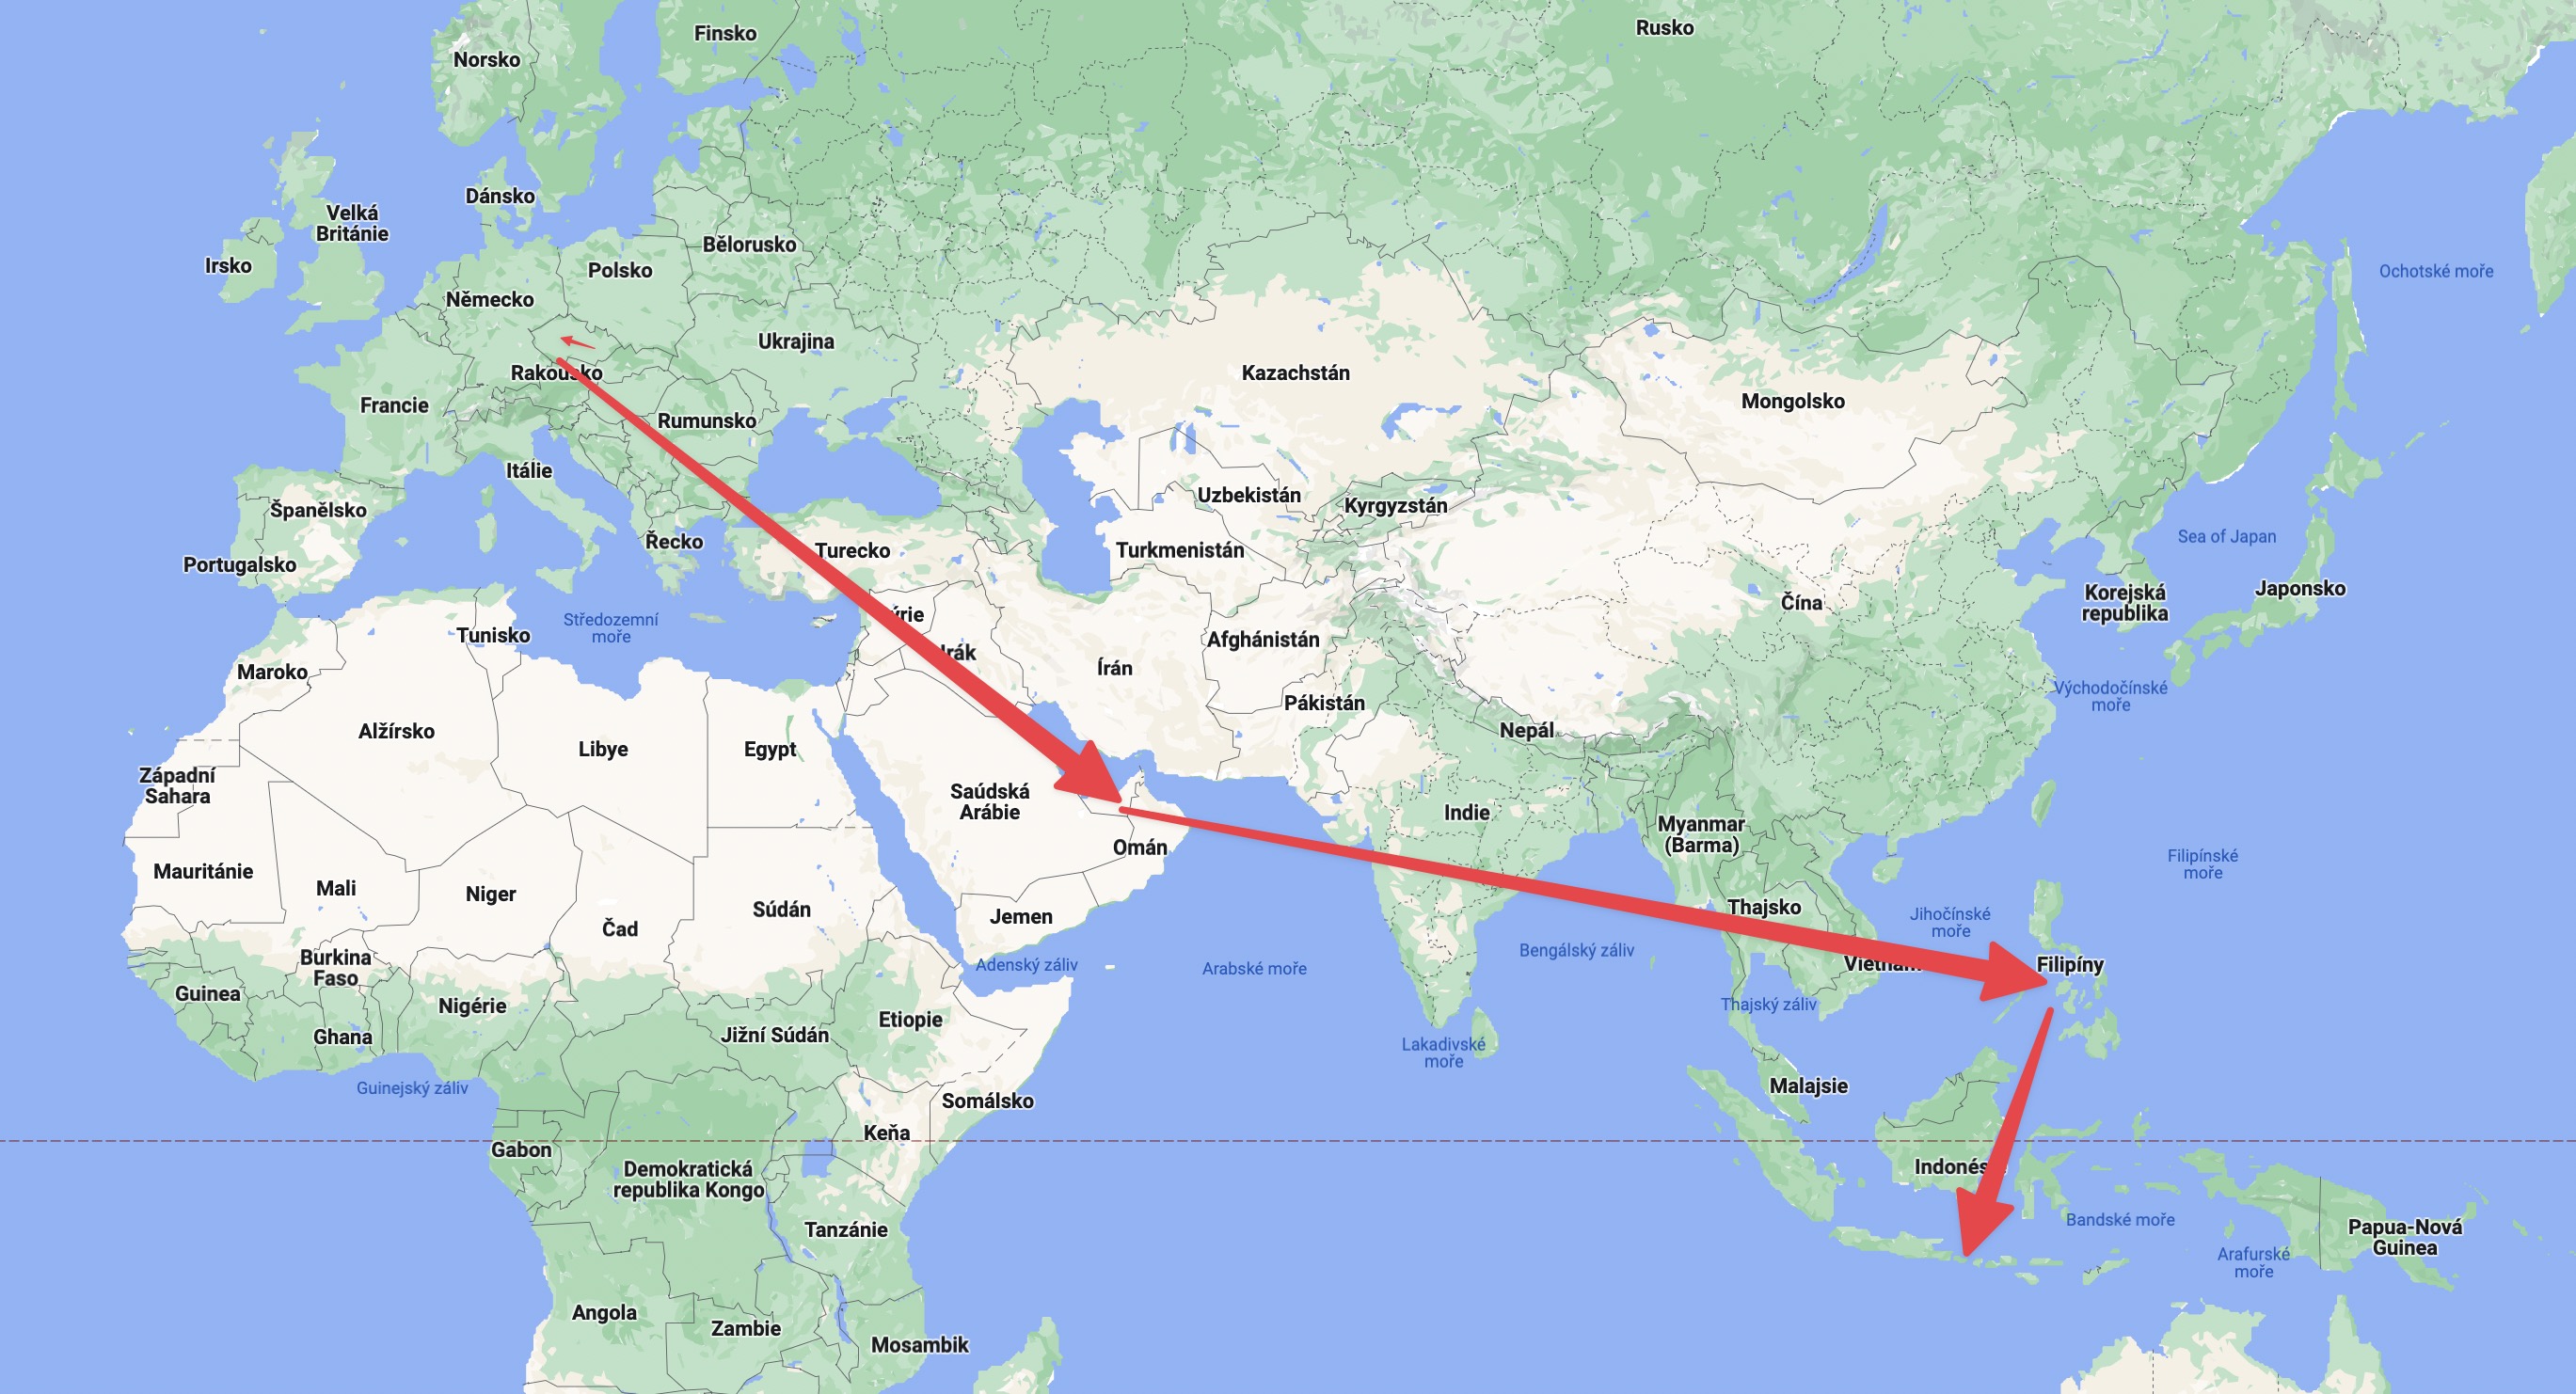 Finsko
Rusko
Norsko
Dánsko
Velká
Británie
Bělorusko
Irsko
Polsko
Ochotské moře
Německo
Ukrajina
Rakousko
Kazachstán
Mongolsko
Francie
Rumunsko
Itálie
Uzbekistán
Kyrgyzstán
Španělsko
Sea of Japan
Řecko
Turecko
Turkmenistán
Portugalsko
Japonsko
Korejská
republika
Čína
Středozemní
moře
ýrie
Tunisko
Afghánistán
Irák
Írán
Maroko
Východočínské
moře
Pákistán
Alžírsko
Nepál
Libye
Egypt
Západní
Sahara
Saúdská
Arábie
Indie
Myanmar
(Barma)
Omán
Filipínské
moře
Mauritánie
Mali
Niger
Thajsko
Súdán
Jemen
Jihočínské
moře
Čad
Bengálský záliv
Burkina
Faso
Adenský záliv
Arabské moře
Vietnam
Filipíny
Guinea
Nigérie
Thajský záliv
Etiopie
Ghana
Jižní Súdán
Lakadivské
moře
Guinejský záliv
Malajsie
Somálsko
Keňa
Gabon
Demokratická
republika Kongo
Indonés
Bandské moře
Tanzánie
Papua-Nová
Guinea
Arafurské
moře
Angola
Zambie
Mosambik